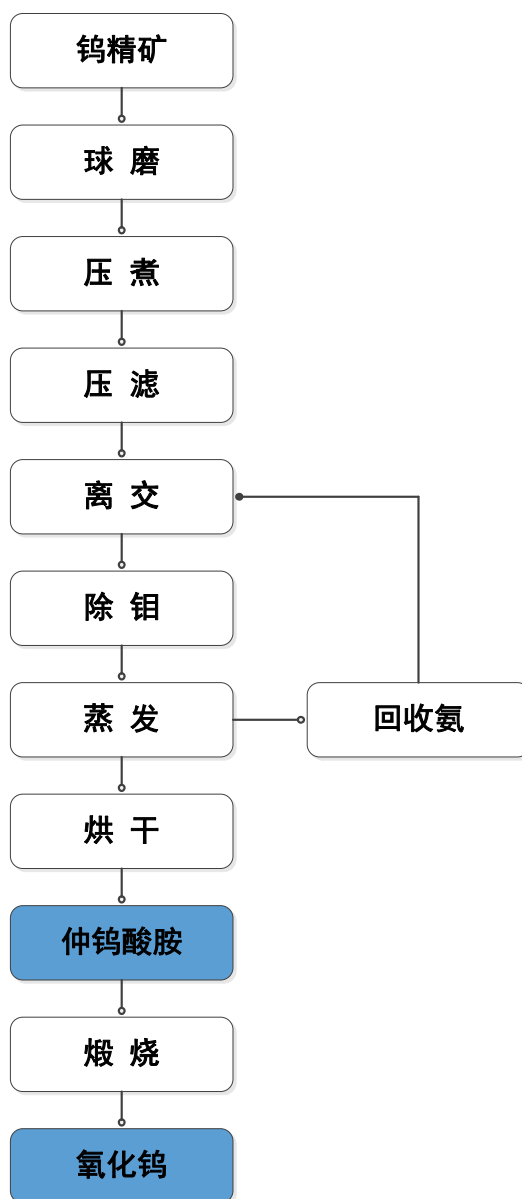 钨精矿
球 磨
压 煮
压 滤
离 交
除 钼
蒸 发
回收氨
烘 干
仲钨酸胺
煅 烧
氧化钨